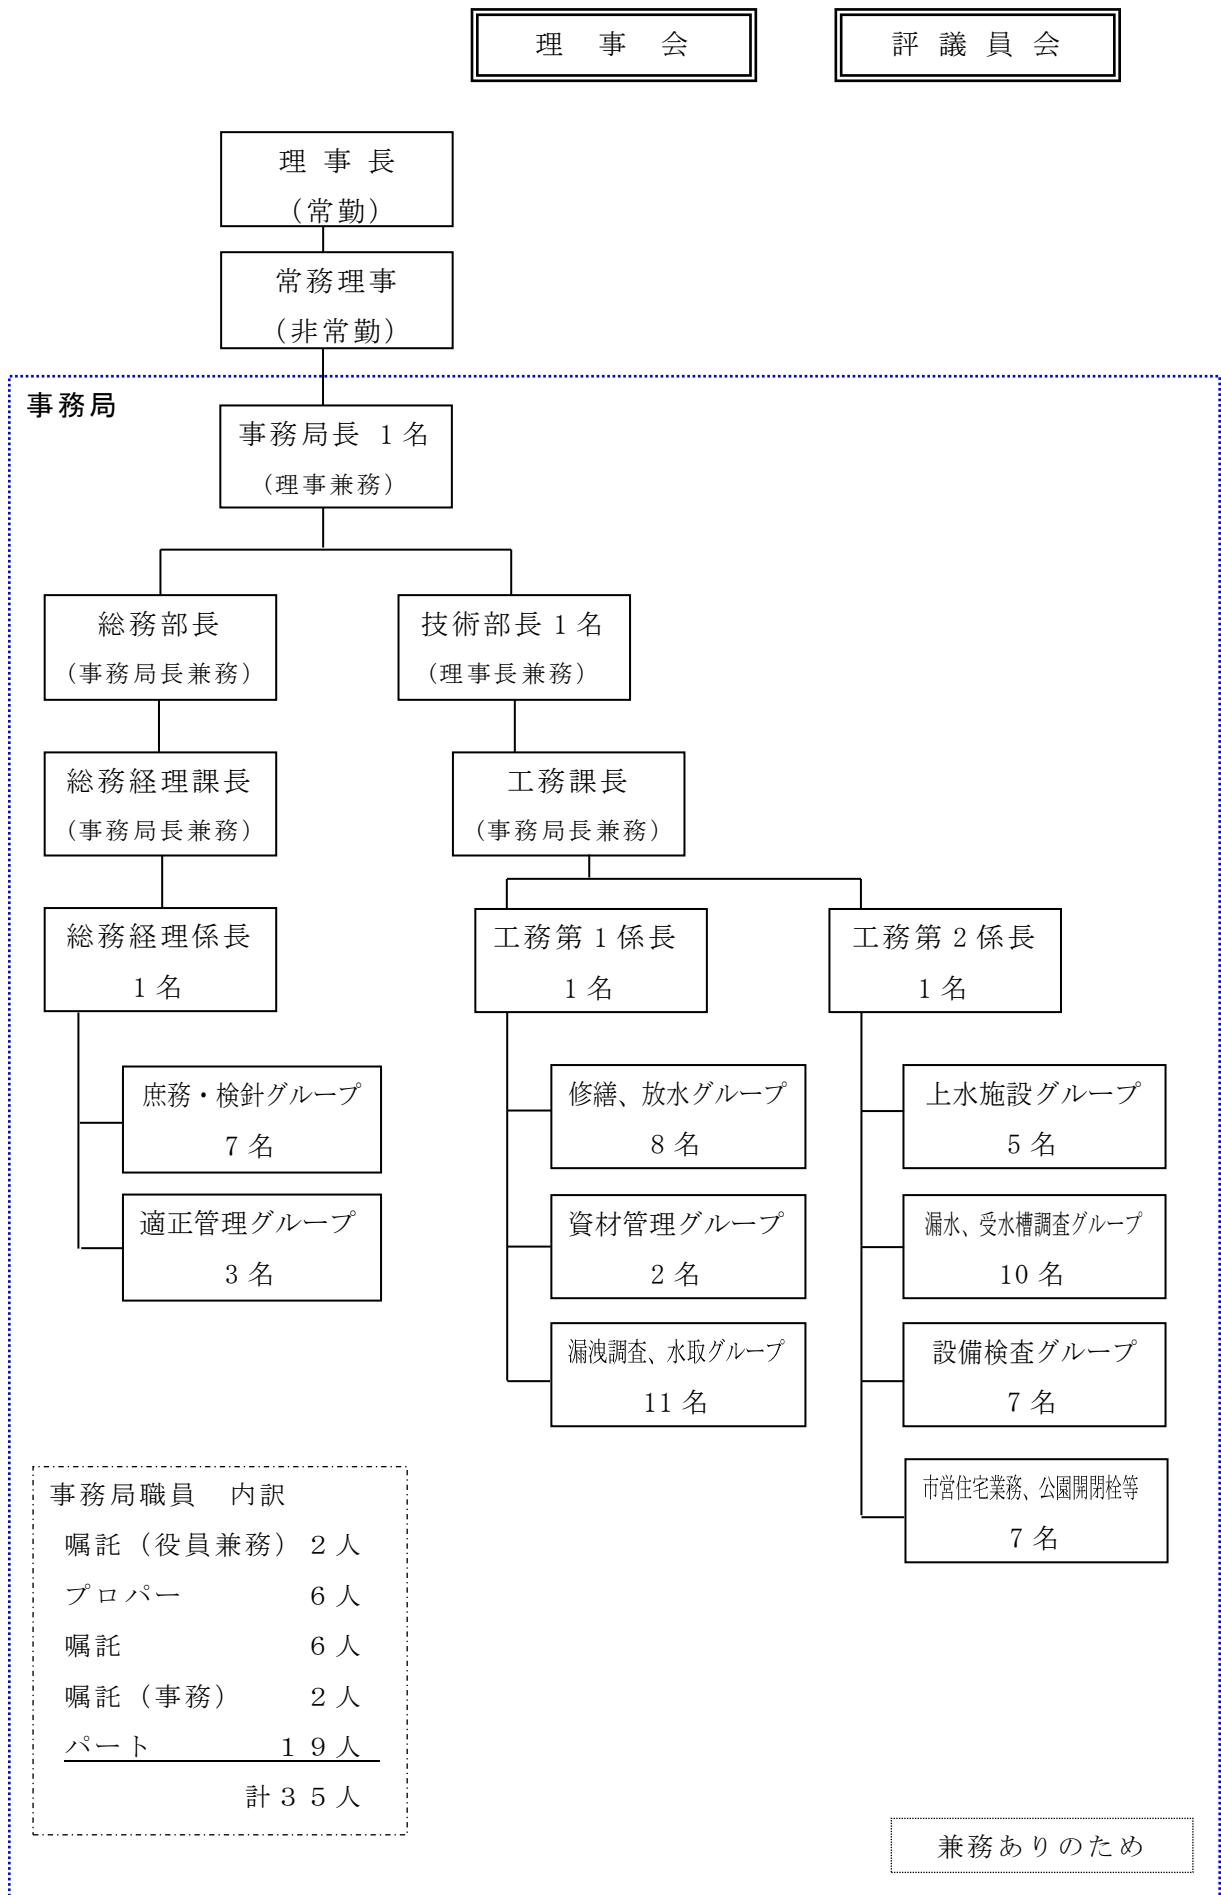 理 事 会
評 議 員 会
理 事 長
(常勤)
常務理事
(非常勤)
事務局
事務局長 1名
(理事兼務)
総務部長
(事務局長兼務)
技術部長1名
(理事長兼務)
総務経理課長
(事務局長兼務)
工務課長
(事務局長兼務)
総務経理係長
1名
工務第1係長
1名
工務第2係長
1名
庶務・検針グループ
7名
適正管理グループ
3名
修繕、放水グループ
8名
資材管理グループ
2名
漏洩調査、水取グループ
11名
上水施設グループ
5名
漏水、受水槽調査グループ
10名
設備検査グループ
7名
市営住宅業務、公園開閉栓等
7名
事務局職員 内訳
嘱託(役員兼務)2人
プロパー 6人
嘱託 6人
嘱託(事務) 2人
パート 19人
計35人
兼務ありのため